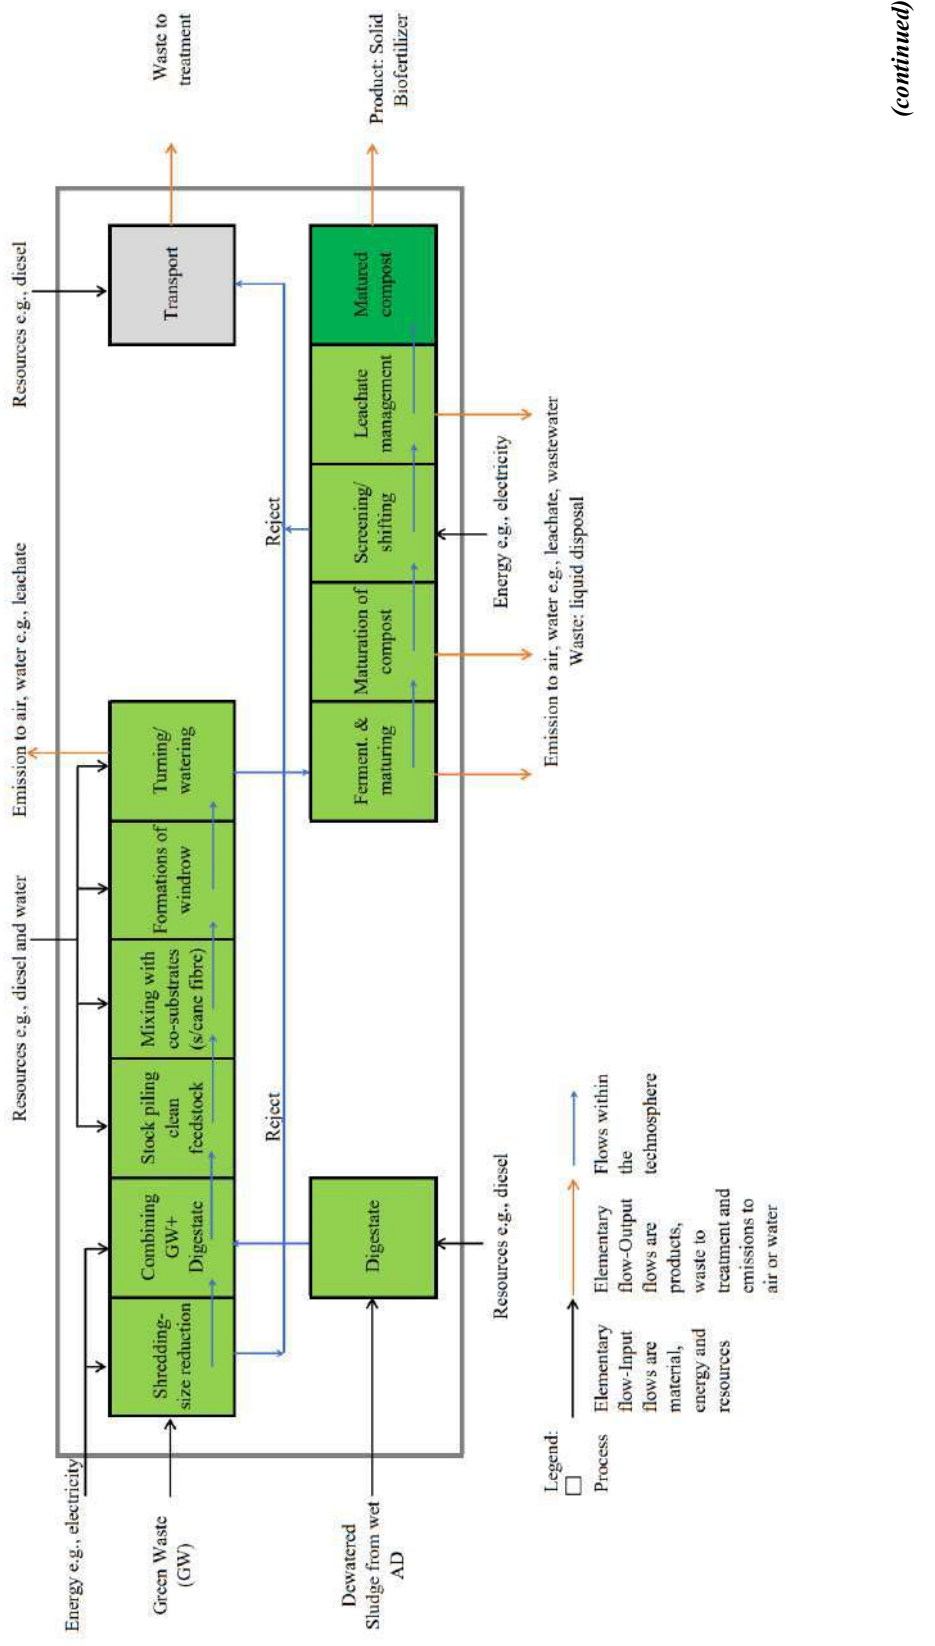 (continued)
Energy e.g., electricity
Resources e.g., diesel and water
Emission to air, water e.g., leachate
Resources e.g., diesel
Green Waste
(GW)
Shredding-
size reduction
Combining
GW+
Digestate
Stock piling
clean
feedstock
Mixing with
co-substrates
(s/cane fibre)
Formations of
windrow
Turning/
watering
Transport
Waste to
treatment
Reject
Reject
Dewatered
Sludge from wet
AD
Digestate
Ferment. &
maturing
Maturation of
compost
Screening/
shifting
Leachate
management
Matured
compost
Product: Solid
Biofertilizer
Resources e.g., diesel
Energy e.g., electricity
Emission to air, water e.g., leachate, wastewater
Waste: liquid disposal
Legend:
Process
Elementary
flow-Input
flows are
material,
energy and
resources
Elementary
flow-Output
flows are
products,
waste to
treatment and
emissions to
air or water
Flows within
the
technosphere